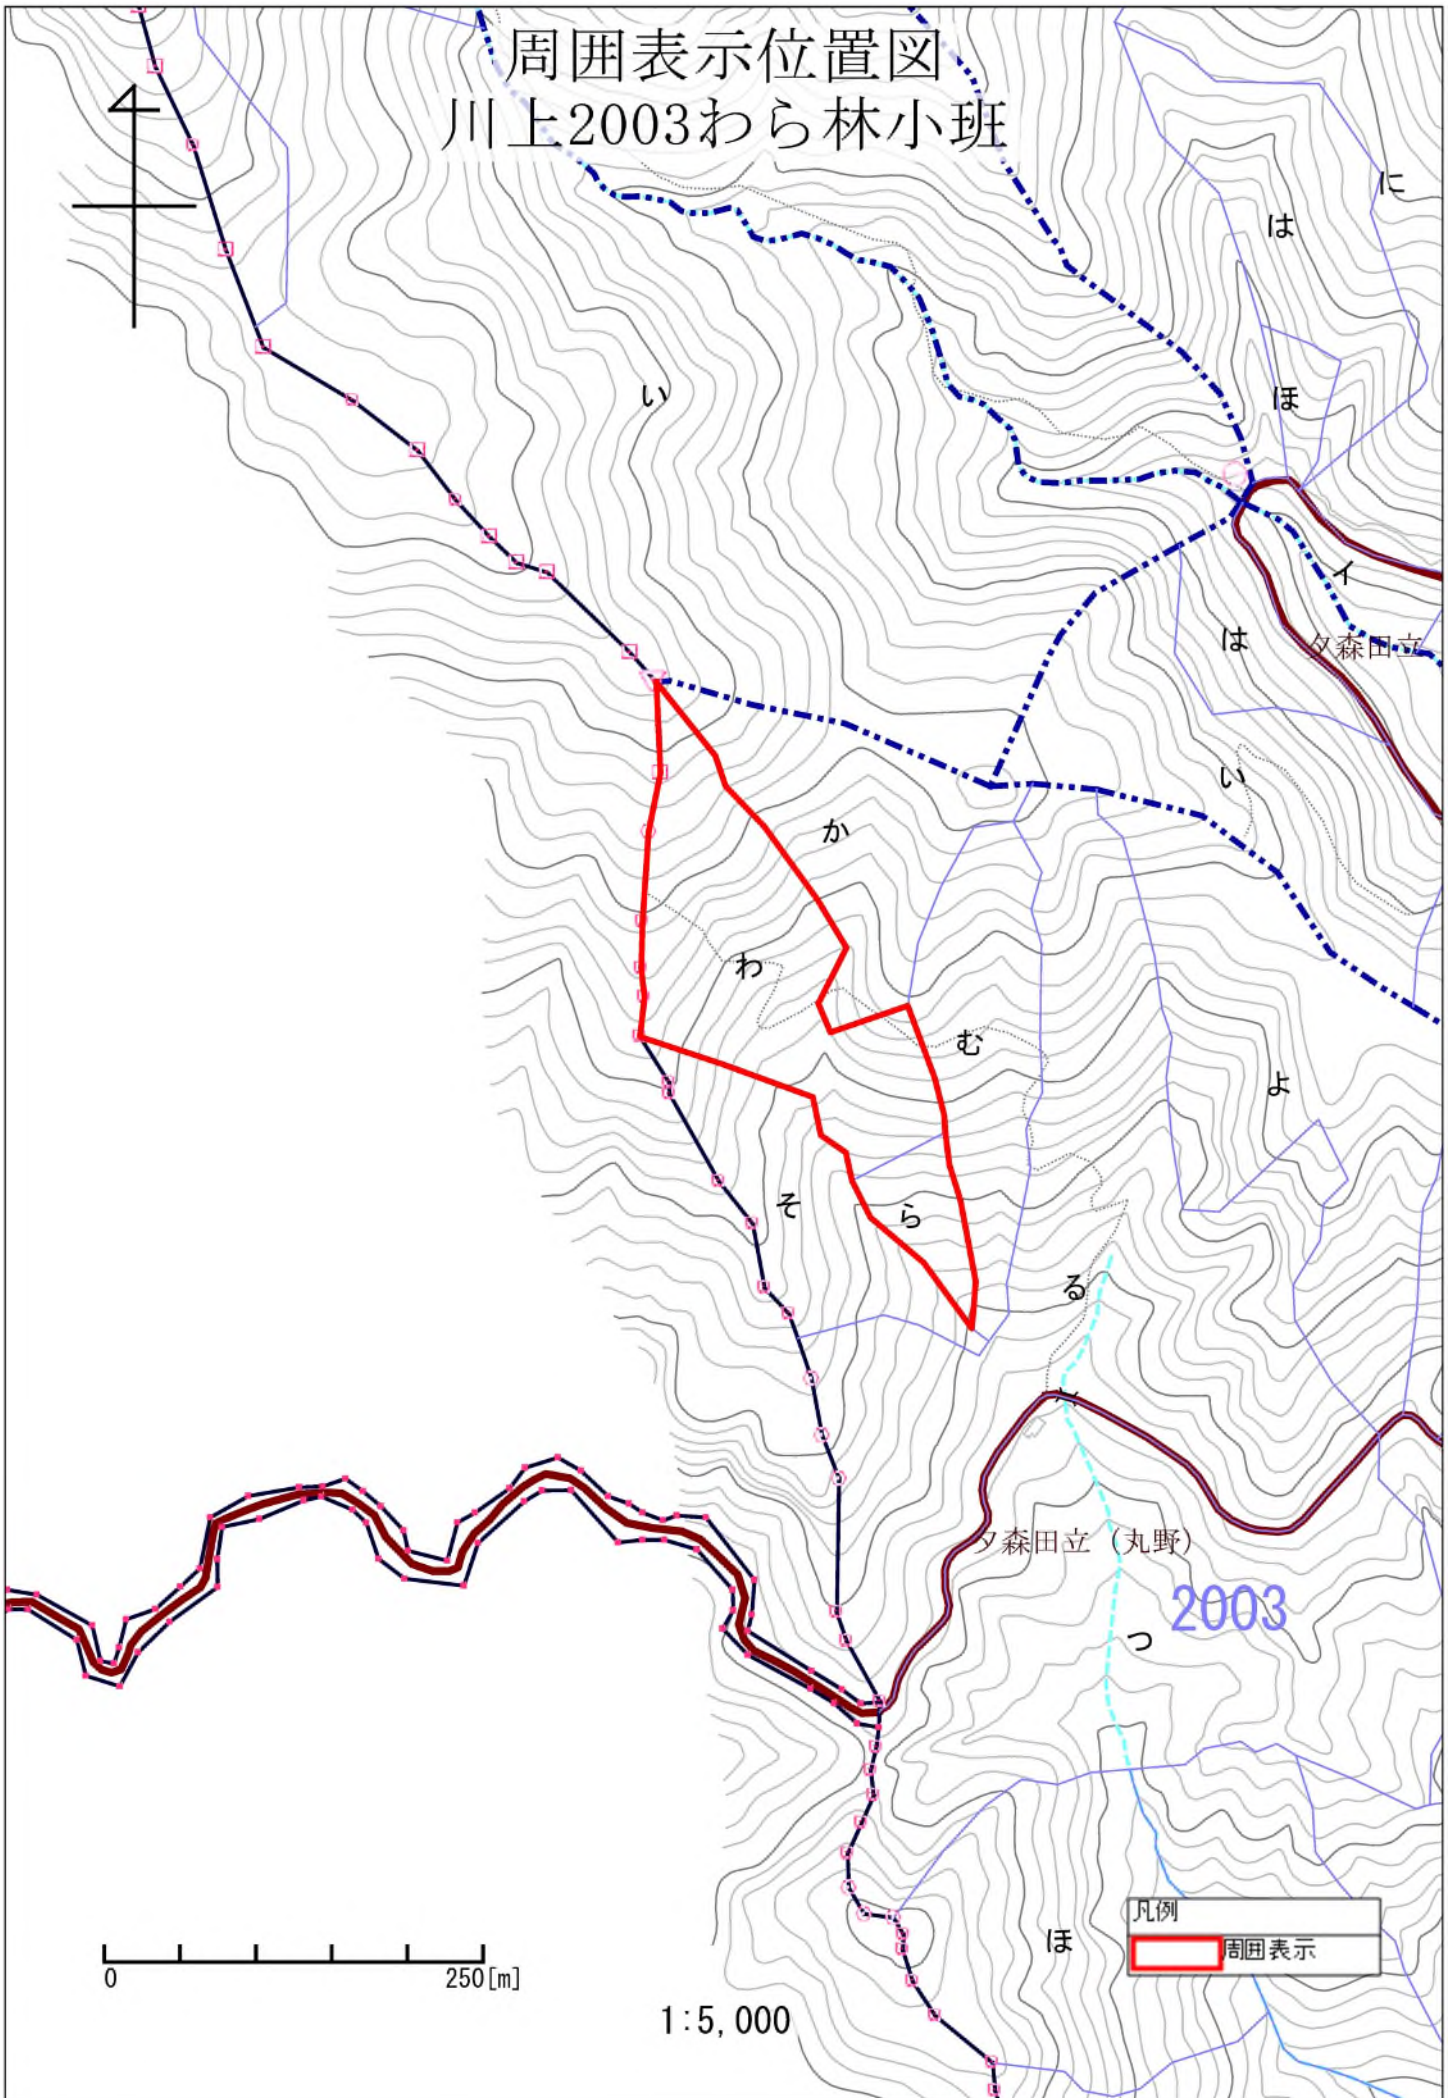 周囲表示位置図
川上2003わら林小班
に
は
い
ほ
イ
は
夕森田立
い
か
わ
む
よ
そ
ら
る
夕森田立（丸野）
2003
つ
凡例
周囲表示
ほ
0 250[m]
1:5,000